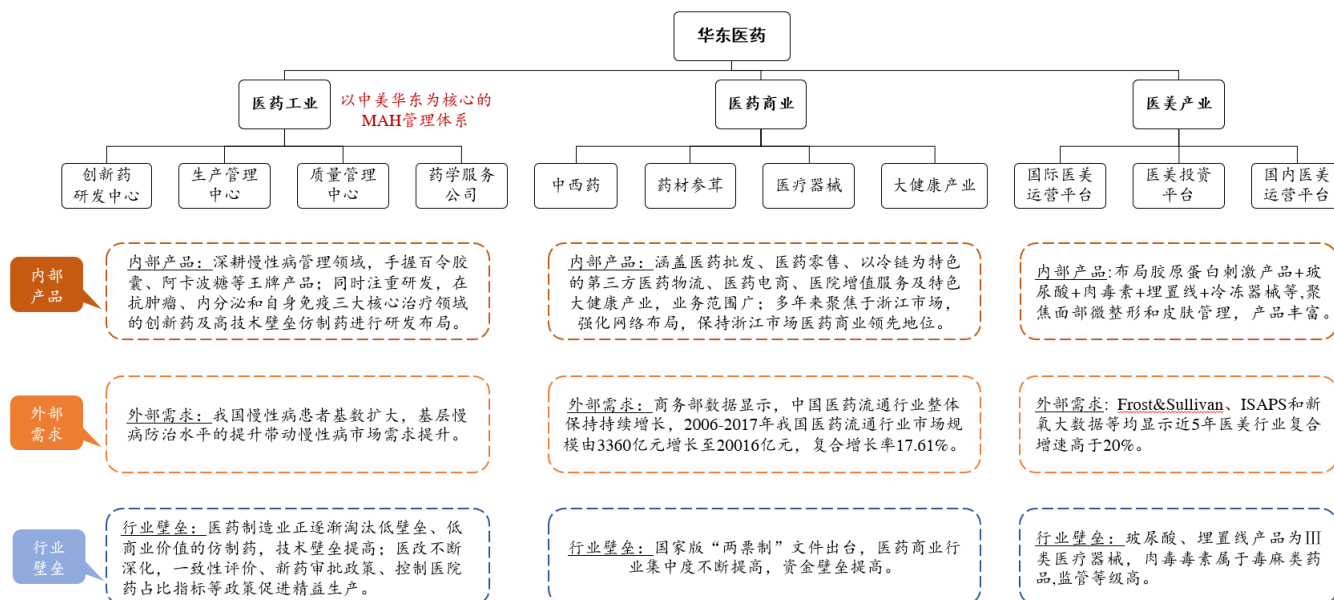 华东医药
医药工业
以中美华东为核心的
MAH管理体系
医药商业
医美产业
创新药
研发中心
生产管理
中心
质量管理
中心
药学服务
公司
中西药
药材参茸
医疗器械
大健康产业
国际医美
运营平台
医美投资
平台
国内医美
运营平台
内部
产品
内部产品：深耕慢性病管理领域，手握百令胶
囊、阿卡波糖等王牌产品；同时注重研发，在
抗肿瘤、内分泌和自身免疫三大核心治疗领域
的创新药及高技术壁垒仿制药进行研发布局。
内部产品：涵盖医药批发、医药零售、以冷链为特色
的第三方医药物流、医药电商、医院增值服务及特色
大健康产业，业务范围广；多年来聚焦于浙江市场，
强化网络布局，保持浙江市场医药商业领先地位。
内部产品:布局胶原蛋白刺激产品+玻
尿酸+肉毒素+埋置线+冷冻器械等,聚
焦面部微整形和皮肤管理，产品丰富。
外部
需求
外部需求：我国慢性病患者基数扩大，基层慢
病防治水平的提升带动慢性病市场需求提升。
外部需求：商务部数据显示，中国医药流通行业整体
保持持续增长，2006-2017年我国医药流通行业市场规
模由3360亿元增长至20016亿元，复合增长率17.61%。
外部需求: Frost&Sullivan、ISAPS和新
氧大数据等均显示近5年医美行业复合
增速高于20%。
行业
壁垒
行业壁垒：医药制造业正逐渐淘汰低壁垒、低
商业价值的仿制药，技术壁垒提高；医改不断
深化，一致性评价、新药审批政策、控制医院
药占比指标等政策促进精益生产。
行业壁垒：国家版“两票制”文件出台，医药商业行
业集中度不断提高，资金壁垒提高。
行业壁垒：玻尿酸、埋置线产品为III
类医疗器械，肉毒毒素属于毒麻类药
品,监管等级高。